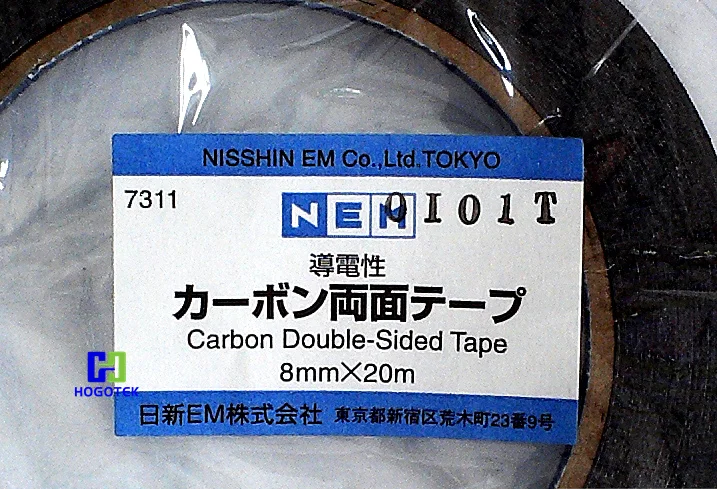 NISSHIN EM Co.,Ltd.TOKYO
7311
NEM 0I01T
導電性
カーボン両面テープ
Carbon Double-Sided Tape
8mm×20m
HOGOTEK
日新EM株式会社 東京都新宿区荒木町23番9号